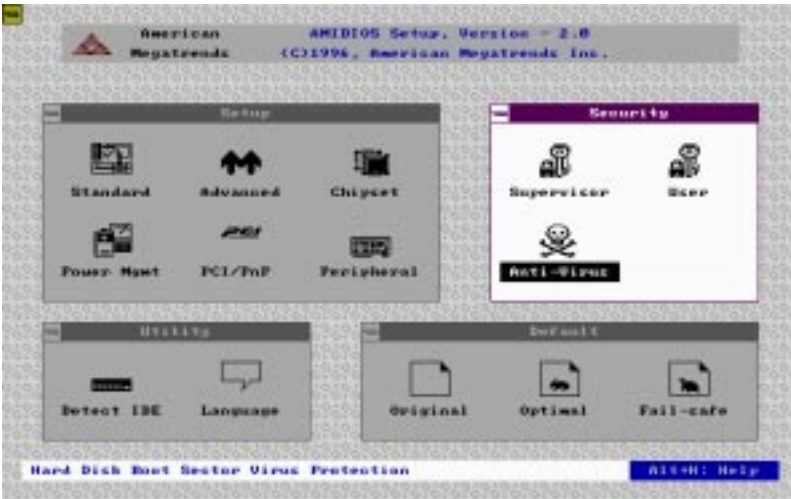 American
Megatrends
AMIBIOS Setup, Version - 2.0
(C)1996, American Megatrends Inc.
Setup
Standard
Advanced
Chipset
Power Mgmt
PCI
PCI/PnP
Peripheral
Security
Supervisor
User
Anti-Virus
Utility
Detect IDE
Language
Default
Original
Optimal
Fail-safe
Hard Disk Boot Sector Virus Protection
Alt+H: Help